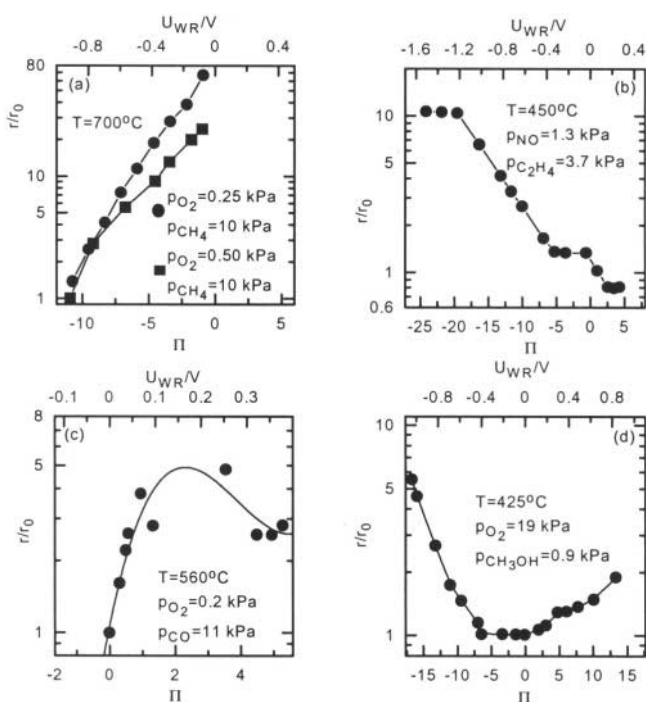 U_WR/V
-0.8 -0.4 0 0.4
80
(a)
T=700°C
r/r₀
10
5
1
● p_O₂=0.25 kPa
p_CH₄=10 kPa
■ p_O₂=0.50 kPa
p_CH₄=10 kPa
-10 -5 0 5
Π
U_WR/V
-1.6 -1.2 -0.8 -0.4 0 0.4
(b)
T=450°C
p_NO=1.3 kPa
p_C₂H₄=3.7 kPa
r/r₀
10
5
1
0.6
-25 -20 -15 -10 -5 0 5
Π
U_WR/V
-0.1 0 0.1 0.2 0.3
8
(c)
5
r/r₀
T=560°C
p_O₂=0.2 kPa
p_CO=11 kPa
1
-2 0 2 4
Π
U_WR/V
-0.8 -0.4 0 0.4 0.8
(d)
10
5
r/r₀
T=425°C
p_O₂=19 kPa
p_CH₃OH=0.9 kPa
1
-15 -10 -5 0 5 10 15
Π